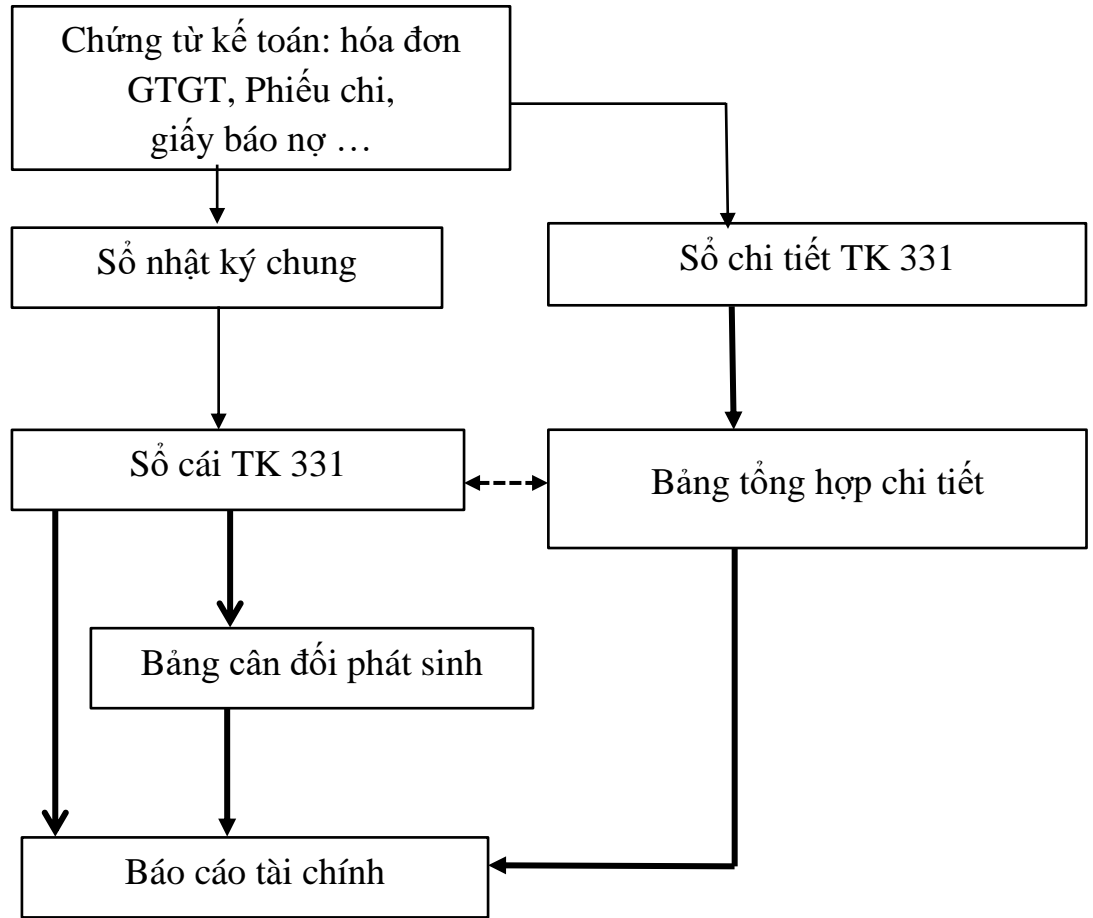 Chứng từ kế toán: hóa đơn
GTGT, Phiếu chi,
giấy báo nợ …
Sổ nhật ký chung
Sổ chi tiết TK 331
Sổ cái TK 331
Bảng tổng hợp chi tiết
Bảng cân đối phát sinh
Báo cáo tài chính